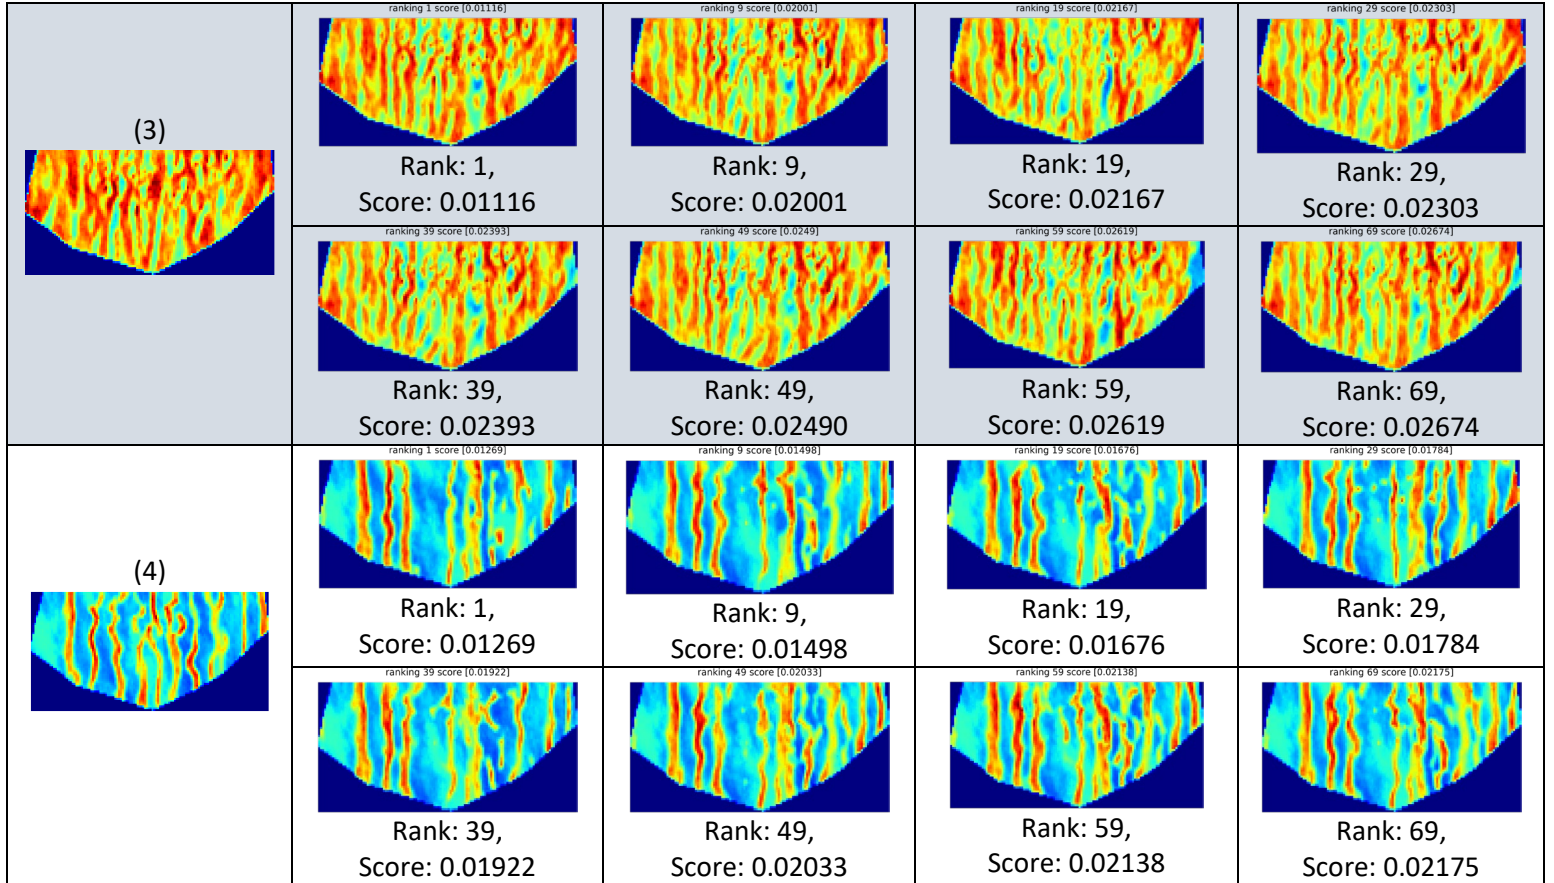 (3)
ranking 1 score [0.01116]
Rank: 1,
Score: 0.01116
ranking 9 score [0.02001]
Rank: 9,
Score: 0.02001
ranking 19 score [0.02167]
Rank: 19,
Score: 0.02167
ranking 29 score [0.02303]
Rank: 29,
Score: 0.02303
ranking 39 score [0.02393]
Rank: 39,
Score: 0.02393
ranking 49 score [0.0249]
Rank: 49,
Score: 0.02490
ranking 59 score [0.02619]
Rank: 59,
Score: 0.02619
ranking 69 score [0.02674]
Rank: 69,
Score: 0.02674
(4)
ranking 1 score [0.01269]
Rank: 1,
Score: 0.01269
ranking 9 score [0.01498]
Rank: 9,
Score: 0.01498
ranking 19 score [0.01676]
Rank: 19,
Score: 0.01676
ranking 29 score [0.01784]
Rank: 29,
Score: 0.01784
ranking 39 score [0.01922]
Rank: 39,
Score: 0.01922
ranking 49 score [0.02033]
Rank: 49,
Score: 0.02033
ranking 59 score [0.02138]
Rank: 59,
Score: 0.02138
ranking 69 score [0.02175]
Rank: 69,
Score: 0.02175